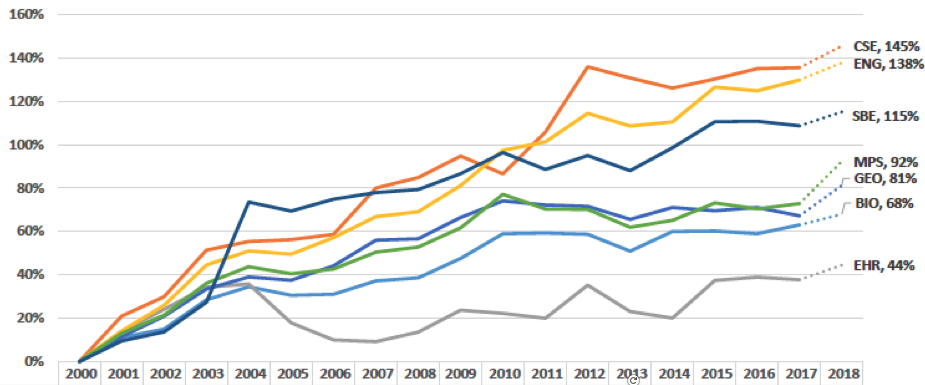 160%
140%
120%
100%
80%
60%
40%
20%
0%
CSE, 145%
ENG, 138%
SBE, 115%
MPS, 92%
GEO, 81%
BIO, 68%
EHR, 44%
2000 2001 2002 2003 2004 2005 2006 2007 2008 2009 2010 2011 2012 2013 2014 2015 2016 2017 2018